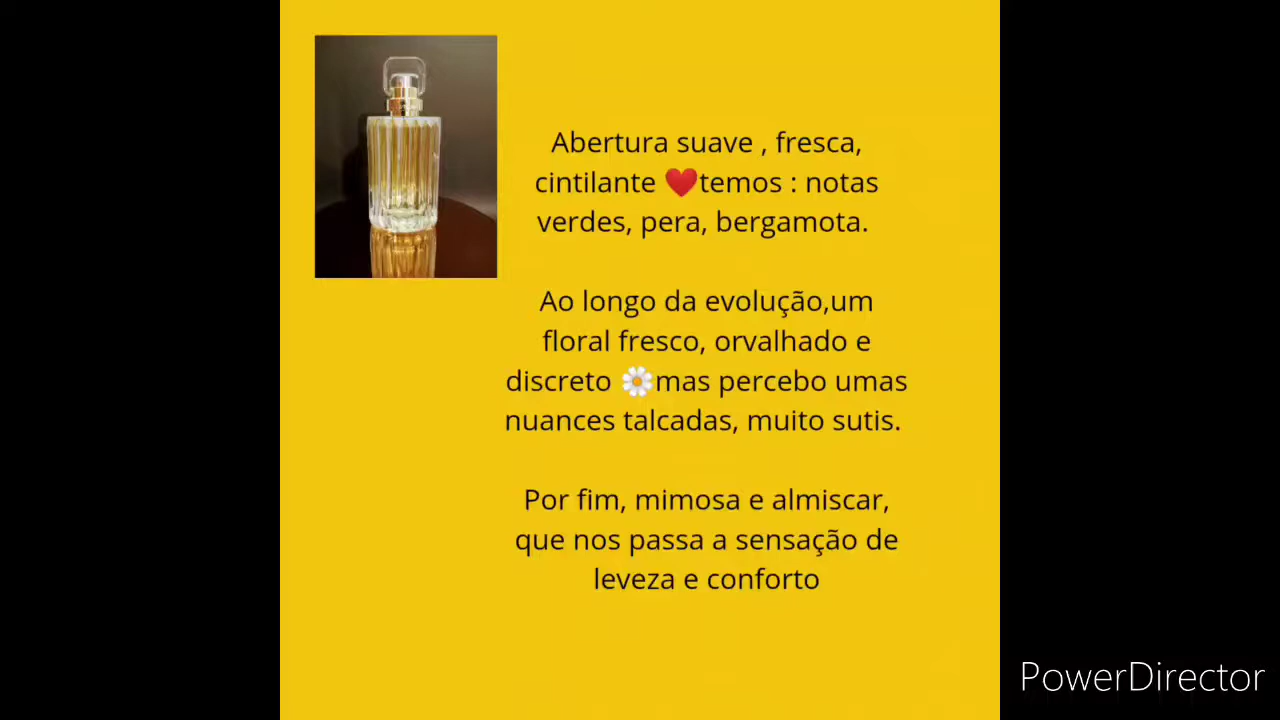 Abertura suave , fresca,
cintilante ❤️temos : notas
verdes, pera, bergamota.
Ao longo da evolução,um
floral fresco, orvalhado e
discreto 🌼mas percebo umas
nuances talcadas, muito sutis.
Por fim, mimosa e almiscar,
que nos passa a sensação de
leveza e conforto
PowerDirector